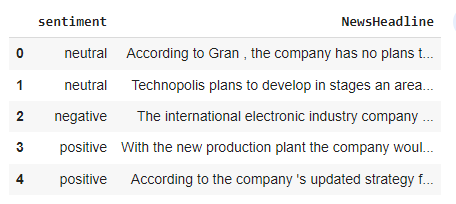 sentiment NewsHeadline
0 neutral According to Gran , the company has no plans t...
1 neutral Technopolis plans to develop in stages an area...
2 negative The international electronic industry company ...
3 positive With the new production plant the company woul...
4 positive According to the company 's updated strategy f...